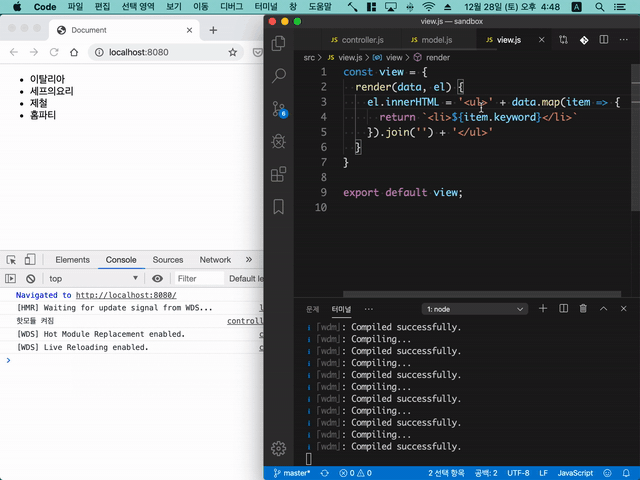 Code 파일 편집 선택 영역 보기 이동 디버그 터미널 창 도움말 12월 28일 (토) 오후 4:48
Document
localhost:8080
이탈리아
세프의요리
제철
홈파티
Elements Console Sources Network
top Filter Default le
Navigated to http://localhost:8080/
[HMR] Waiting for update signal from WDS...
핫모듈 켜짐 control
[WDS] Hot Module Replacement enabled.
[WDS] Live Reloading enabled.
view.js — sandbox
controller.js model.js view.js
src > view.js > view > render
1 const view = {
2 render(data, el) {
3 el.innerHTML = '<ul>' + data.map(item => {
4 return `<li>${item.keyword}</li>`
5 }).join('') + '</ul>'
6 }
7 }
8
9 export default view;
10
문제 터미널 ... 1: node
i ｢wdm｣: Compiled successfully.
i ｢wdm｣: Compiling...
i ｢wdm｣: Compiled successfully.
i ｢wdm｣: Compiling...
i ｢wdm｣: Compiled successfully.
i ｢wdm｣: Compiling...
i ｢wdm｣: Compiled successfully.
i ｢wdm｣: Compiling...
i ｢wdm｣: Compiled successfully.
i ｢wdm｣: Compiling...
i ｢wdm｣: Compiled successfully.
master* 0 0 2 선택 항목 공백: 2 UTF-8 LF JavaScript